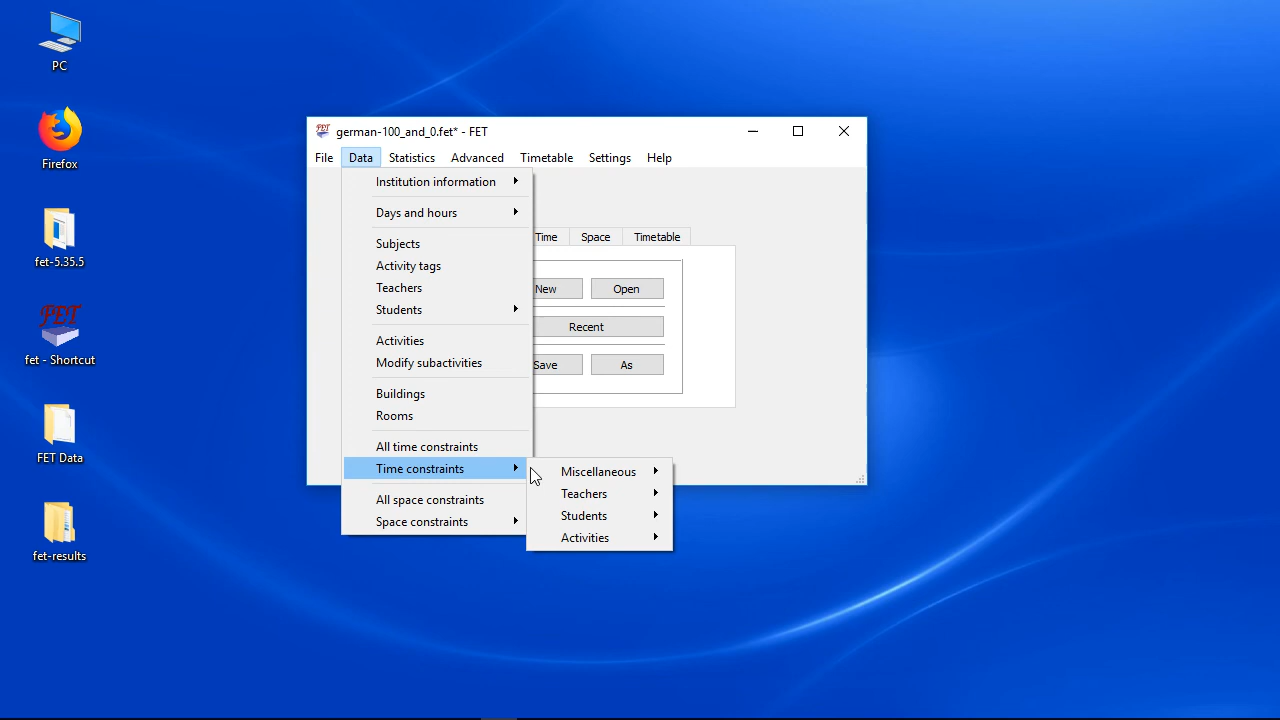 PC
Firefox
fet-5.35.5
FET
fet - Shortcut
FET Data
fet-results
FET german-100_and_0.fet* - FET
File Data Statistics Advanced Timetable Settings Help
Institution information
Days and hours
Subjects
Activity tags
Teachers
Students
Activities
Modify subactivities
Buildings
Rooms
All time constraints
Time constraints
All space constraints
Space constraints
Time Space Timetable
New Open
Recent
Save As
Miscellaneous
Teachers
Students
Activities